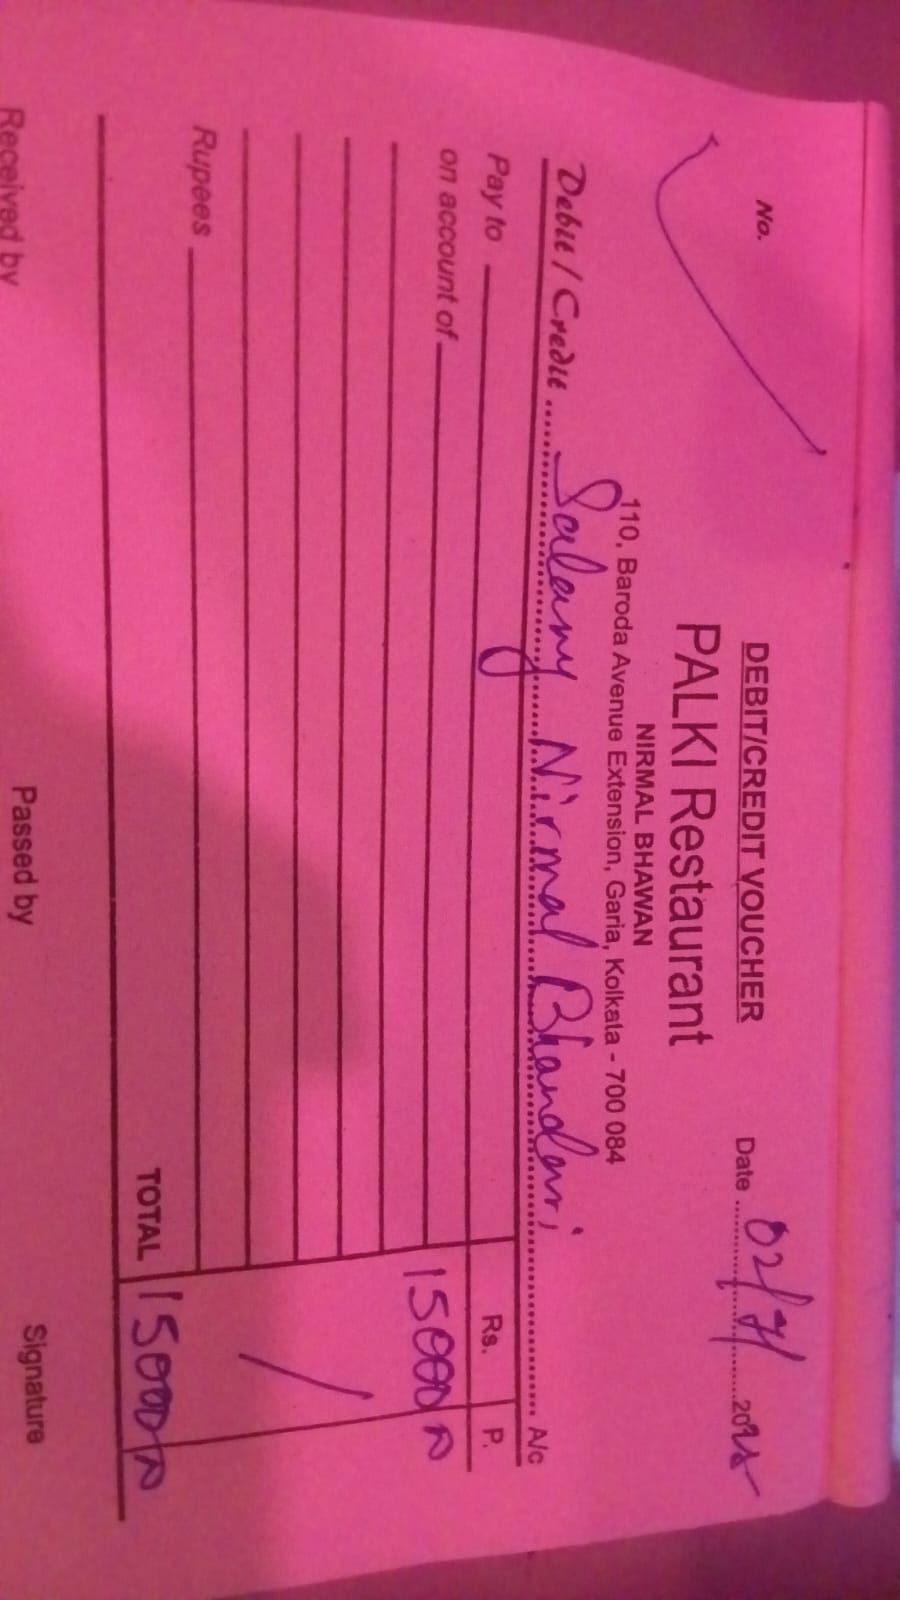 DEBIT/CREDIT VOUCHER
No.
Date 02/7/2025
PALKI Restaurant
NIRMAL BHAWAN
110, Baroda Avenue Extension, Garia, Kolkata - 700 084
Debit / Credit Salary Nirmal Bhandari A/c
Rs. P.
Pay to
on account of 15000
Rupees
TOTAL 15000
Received by Passed by Signature